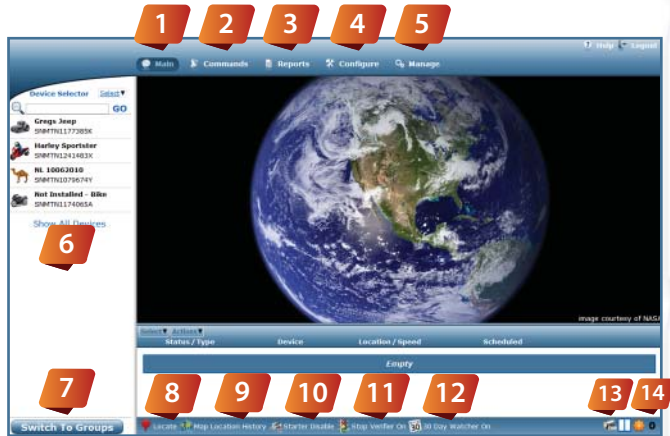 1 2 3 4 5
Help Logout
Main Commands Reports Configure Manage
Device Selector Select▼
GO
Gregs Jeep
SNMTN1177385K
Harley Sportster
SNMTN1241483X
NL 10062010
SNMTN1079674Y
Not Installed - Bike
SNMTN1174065A
Show All Devices
6
image courtesy of NASA
Select▼ Actions▼
Status / Type Device Location / Speed Scheduled
Empty
7 8 9 10 11 12 13 14
Switch To Groups
Locate Map Location History Starter Disable Stop Verifier On 30 30 Day Watcher On 0